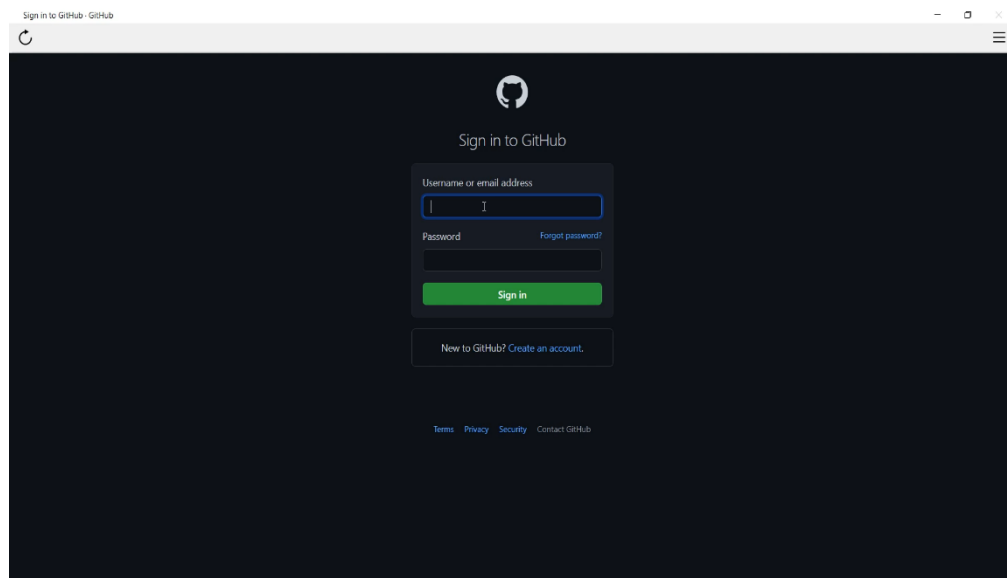 Sign in to GitHub · GitHub
Sign in to GitHub
Username or email address
Password Forgot password?
Sign in
New to GitHub? Create an account.
Terms Privacy Security Contact GitHub